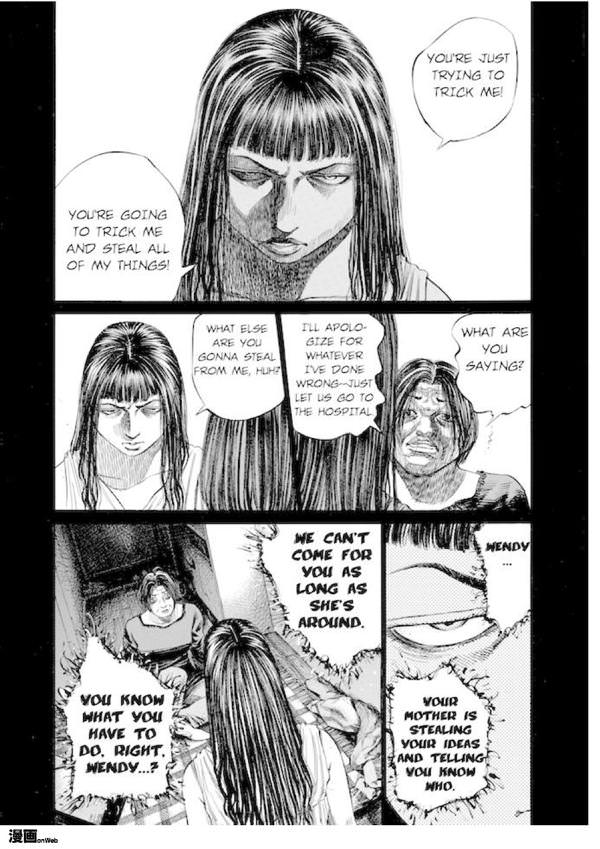 YOU'RE JUST
TRYING TO
TRICK ME!
YOU'RE GOING
TO TRICK ME
AND STEAL ALL
OF MY THINGS!
WHAT ARE
YOU
SAYING?
I'LL APOLO-
GIZE FOR
WHATEVER
I'VE DONE
WRONG--JUST
LET US GO TO
THE HOSPITAL
WHAT ELSE
ARE YOU
GONNA STEAL
FROM ME, HUH?
WENDY
...
YOUR
MOTHER IS
STEALING
YOUR IDEAS
AND TELLING
YOU KNOW
WHO.
WE CAN'T
COME FOR
YOU AS
LONG AS
SHE'S
AROUND.
YOU KNOW
WHAT YOU
HAVE TO
DO, RIGHT,
WENDY...?
漫画onWeb